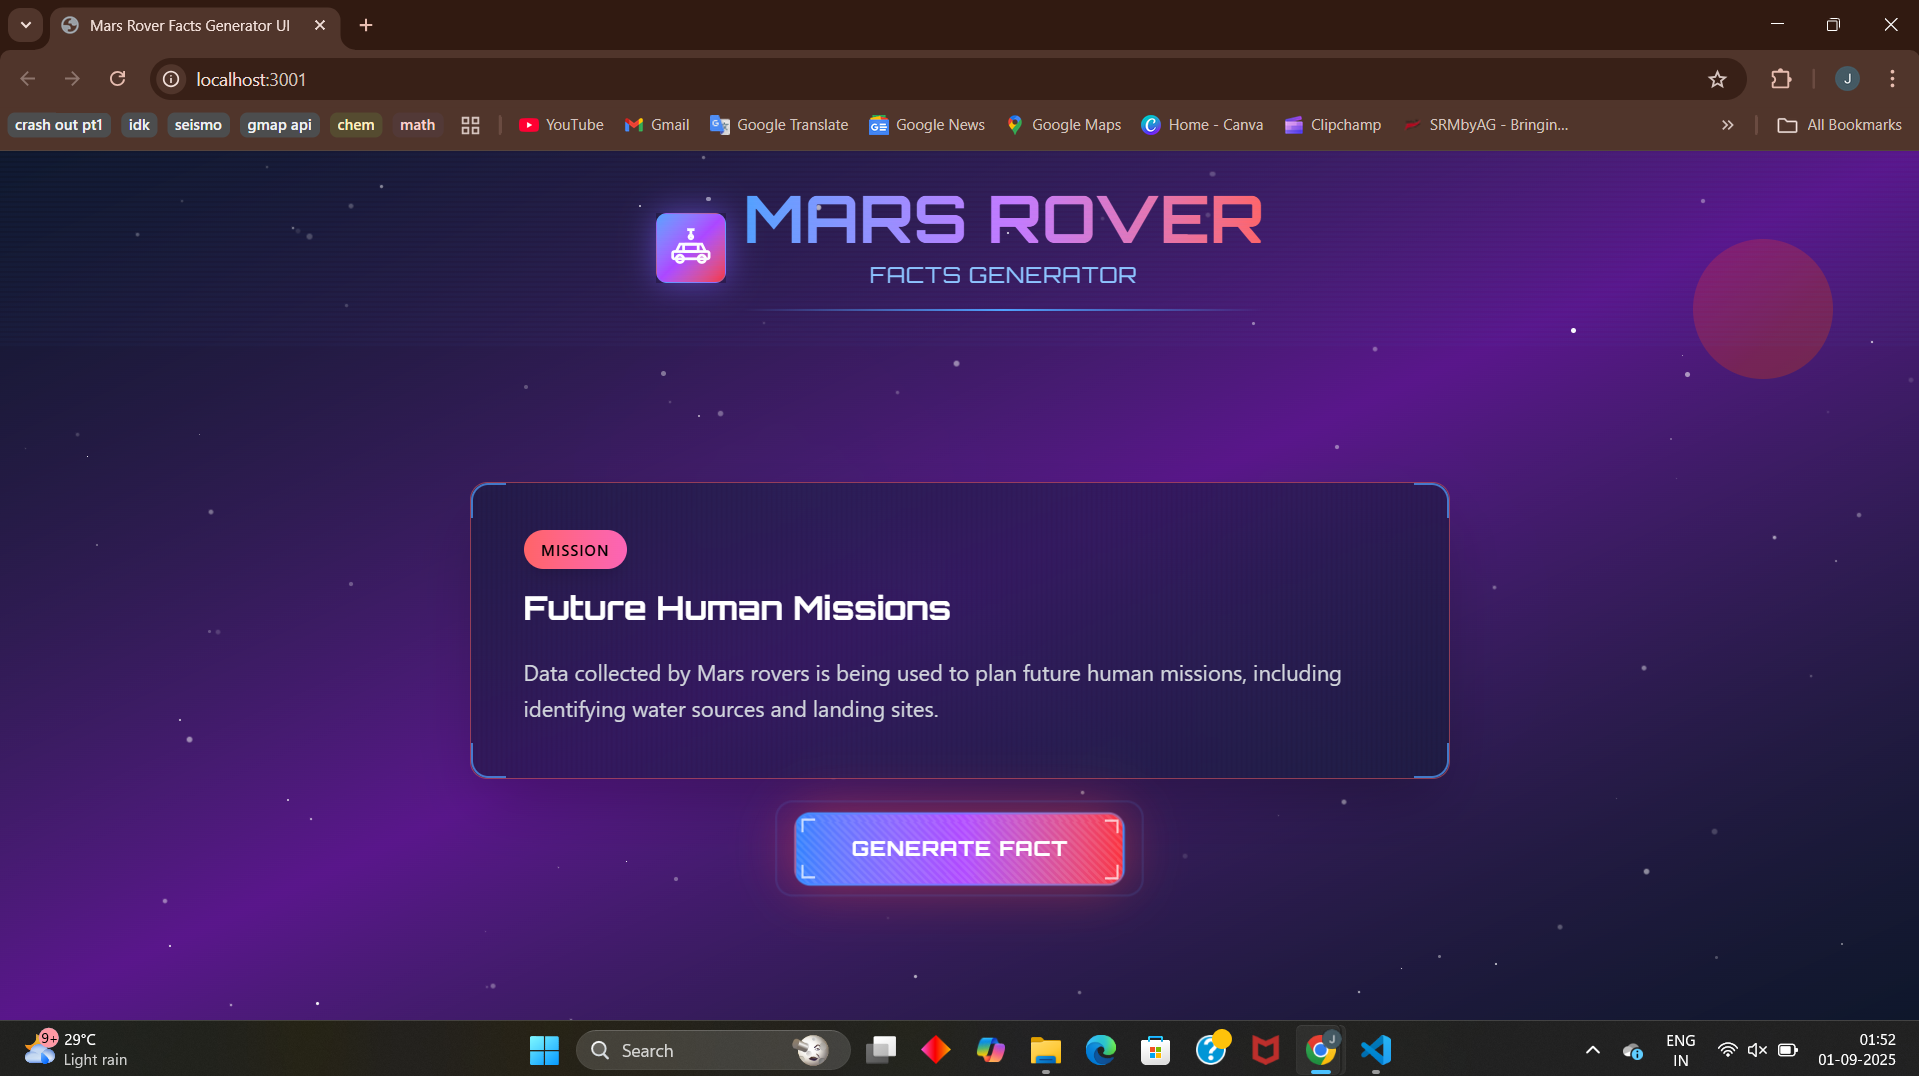 Mars Rover Facts Generator UI
localhost:3001
J
crash out pt1 idk seismo gmap api chem math YouTube Gmail Google Translate Google News Google Maps Home - Canva Clipchamp SRMbyAG - Bringin... All Bookmarks
MARS ROVER
FACTS GENERATOR
MISSION
Future Human Missions
Data collected by Mars rovers is being used to plan future human missions, including
identifying water sources and landing sites.
GENERATE FACT
9+ 29°C
Light rain
Search
J
ENG
IN
01:52
01-09-2025